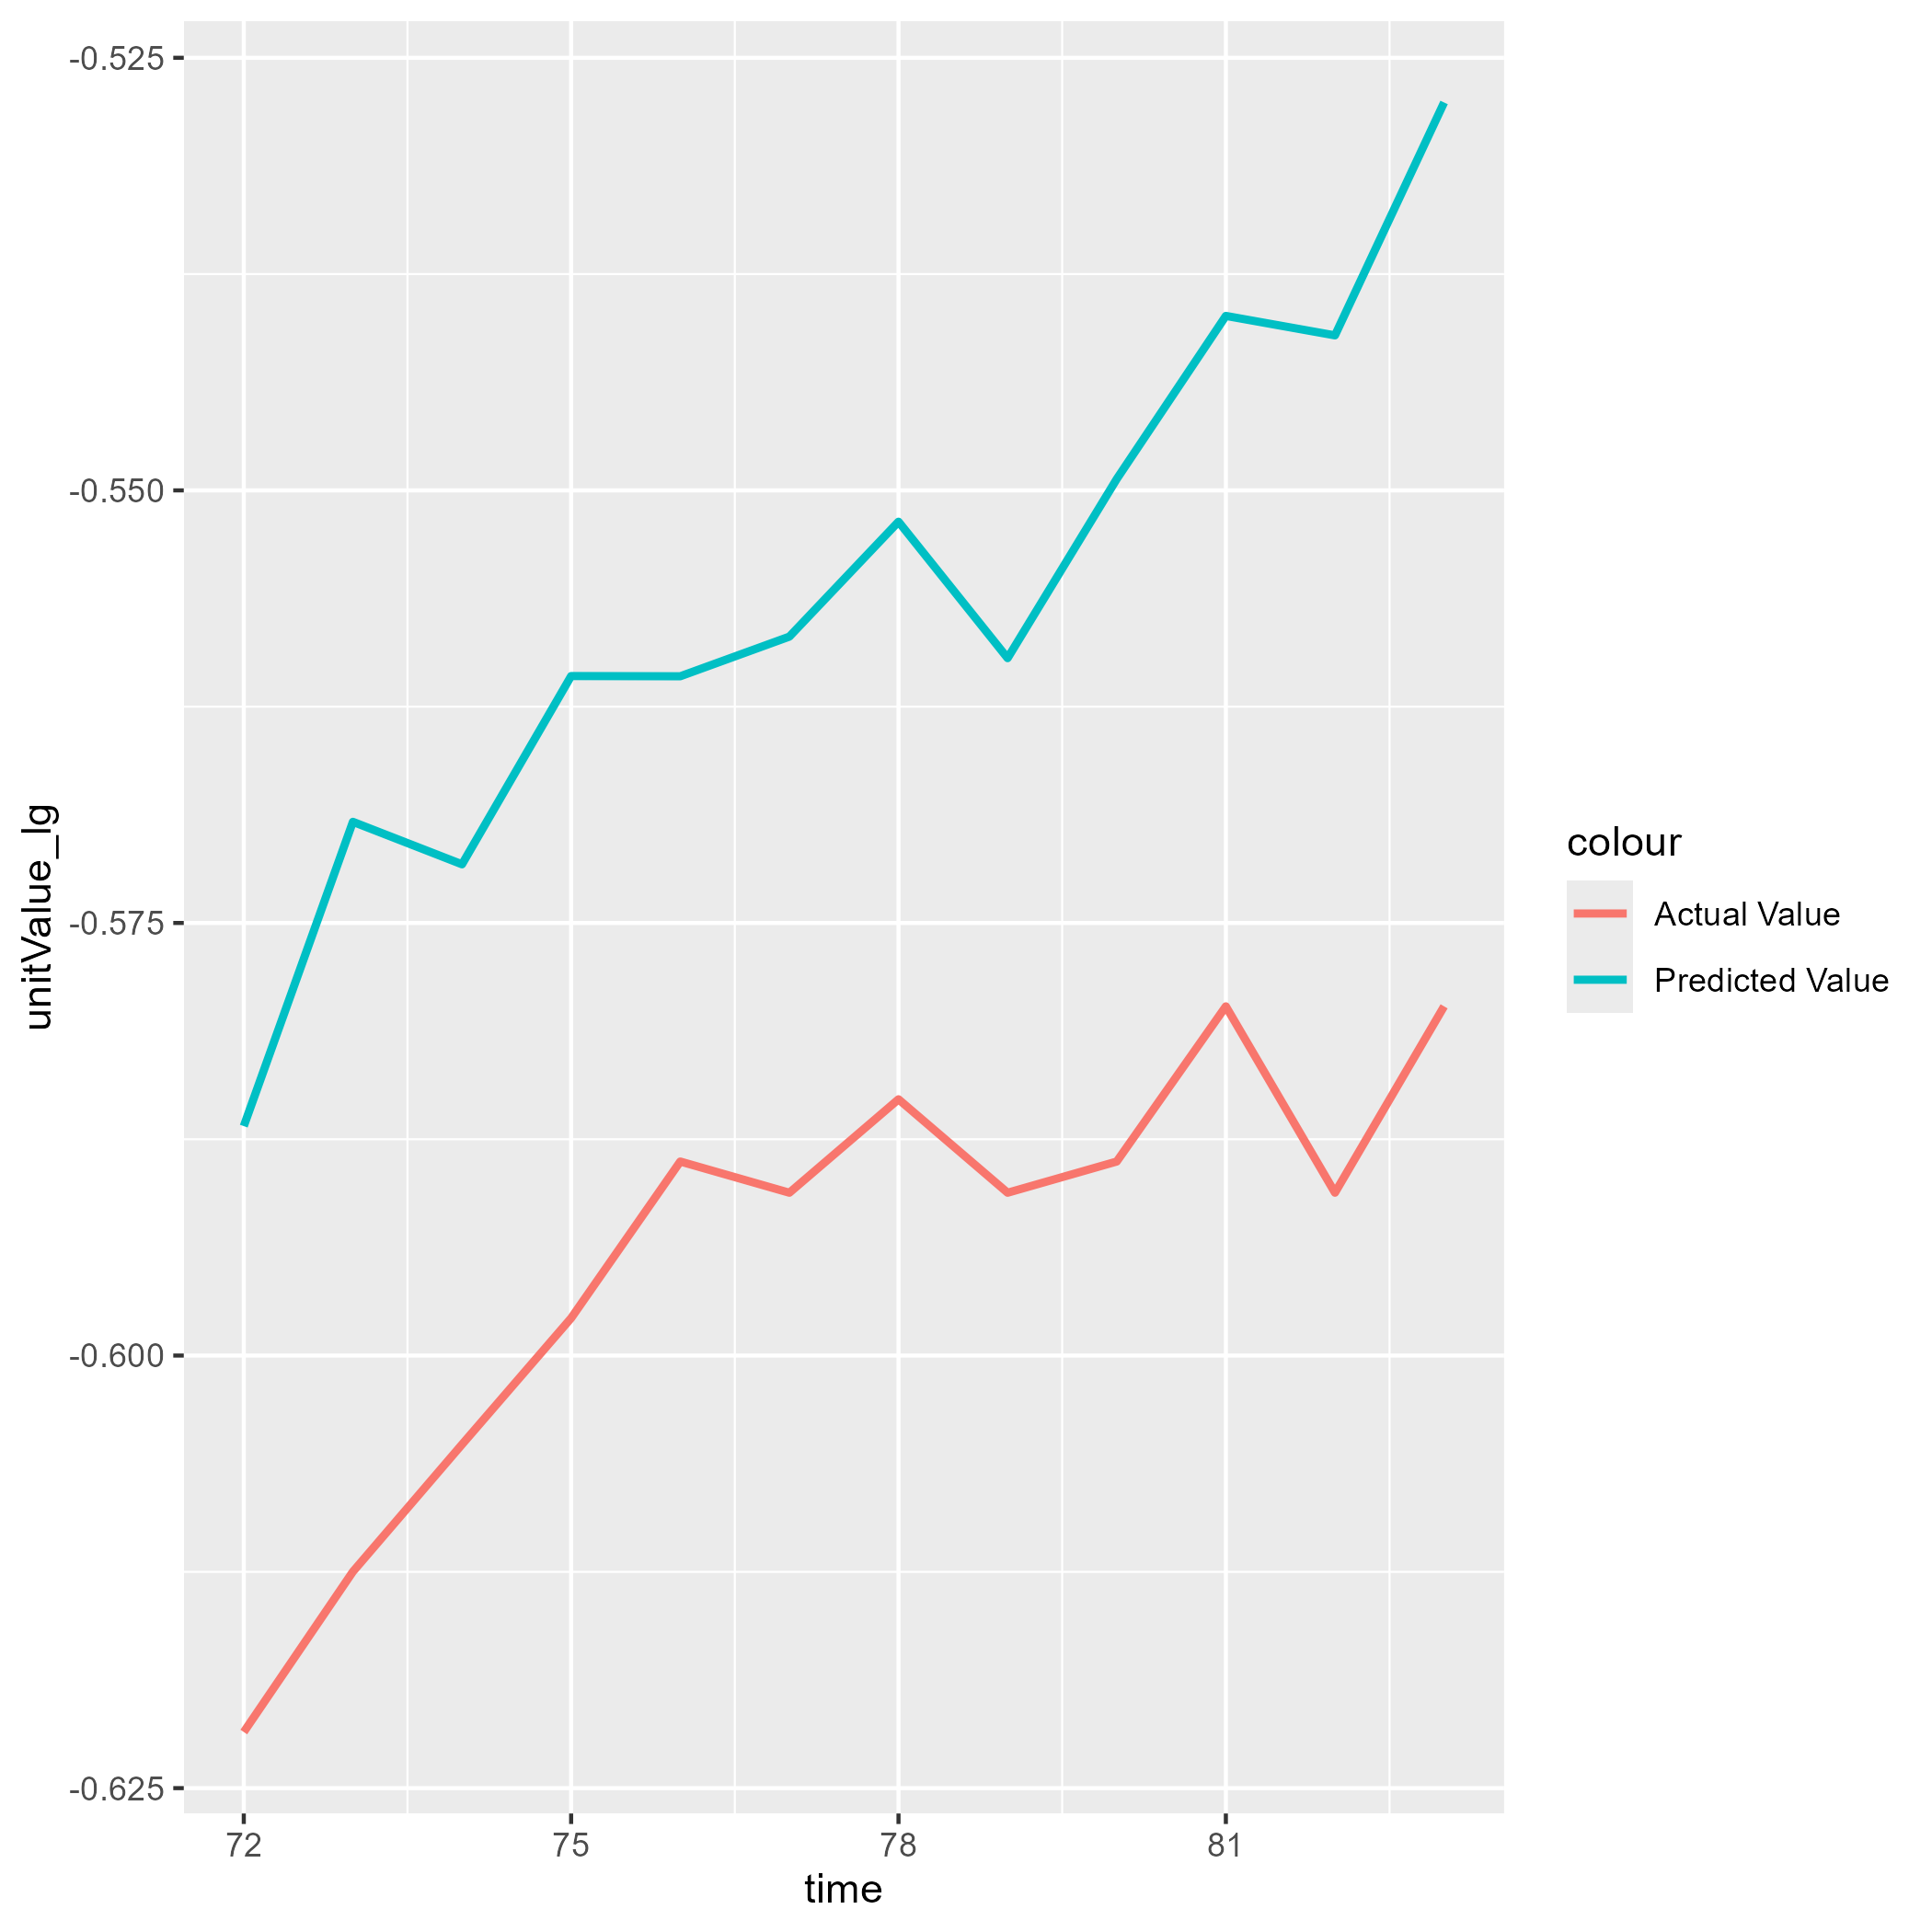 -0.525
-0.550
-0.575
-0.600
-0.625
unitValue_lg
72 75 78 81
time
colour
Actual Value
Predicted Value